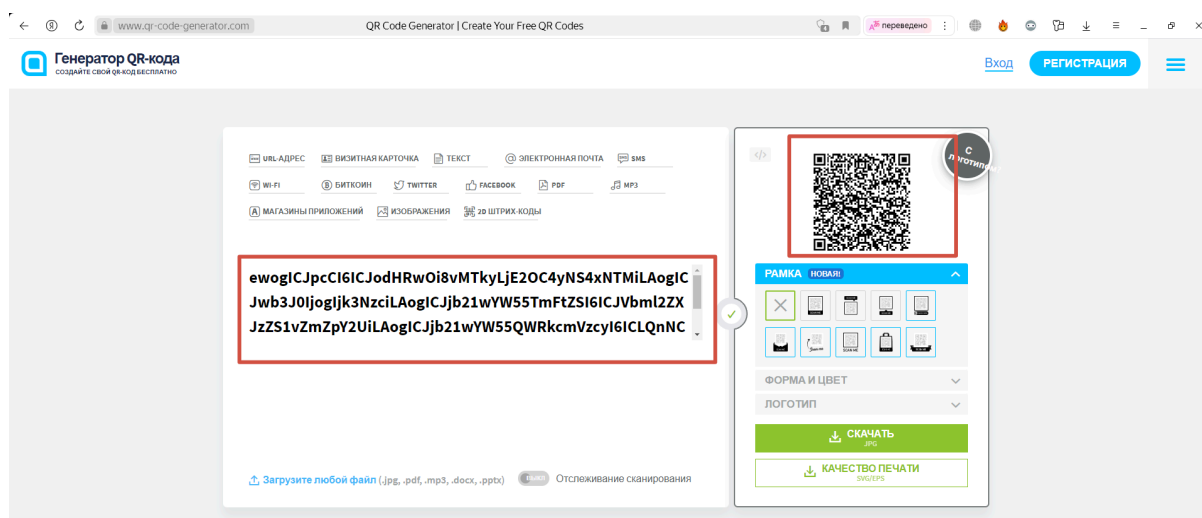 www.qr-code-generator.com
QR Code Generator | Create Your Free QR Codes
переведено
Генератор QR-кода
СОЗДАЙТЕ СВОЙ QR-КОД БЕСПЛАТНО
Вход
РЕГИСТРАЦИЯ
URL-АДРЕС
ВИЗИТНАЯ КАРТОЧКА
ТЕКСТ
ЭЛЕКТРОННАЯ ПОЧТА
SMS
WI-FI
БИТКОИН
TWITTER
FACEBOOK
PDF
MP3
МАГАЗИНЫ ПРИЛОЖЕНИЙ
ИЗОБРАЖЕНИЯ
2D ШТРИХ-КОДЫ
ewogICJpcCI6ICJodHRwOi8vMTkyLjE2OC4yNS4xNTMiLAogIC
Jwb3J0IjogIjk3NzciLAogICJjb21wYW55TmFtZSI6ICJVbml2ZX
JzZS1vZmZpY2UiLAogICJjb21wYW55QWRkcmVzcyI6ICLQnNC
Загрузите любой файл (.jpg, .pdf, .mp3, .docx, .pptx)
Отслеживание сканирования
С
ЛОГОТИПОМ
РАМКА НОВАЯ!
ФОРМА И ЦВЕТ
ЛОГОТИП
СКАЧАТЬ
JPG
КАЧЕСТВО ПЕЧАТИ
SVG/EPS